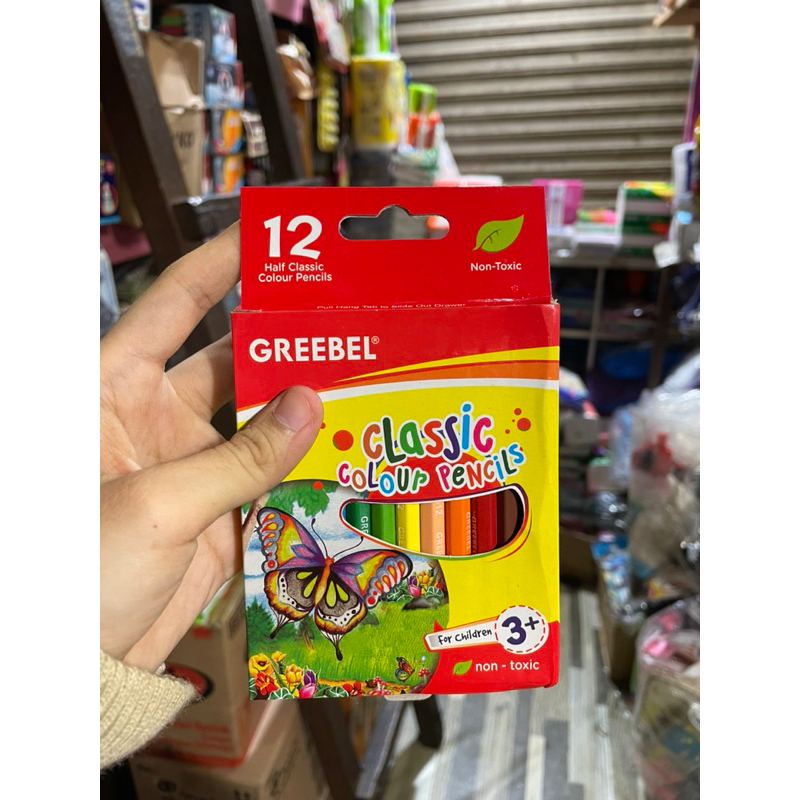 12
Half Classic
Colour Pencils
Non-Toxic
Pull Hang Tab to Slide Out Drawer
GREEBEL®
CLASSIC
COLOUR PENCILS
For Children 3+
non - toxic